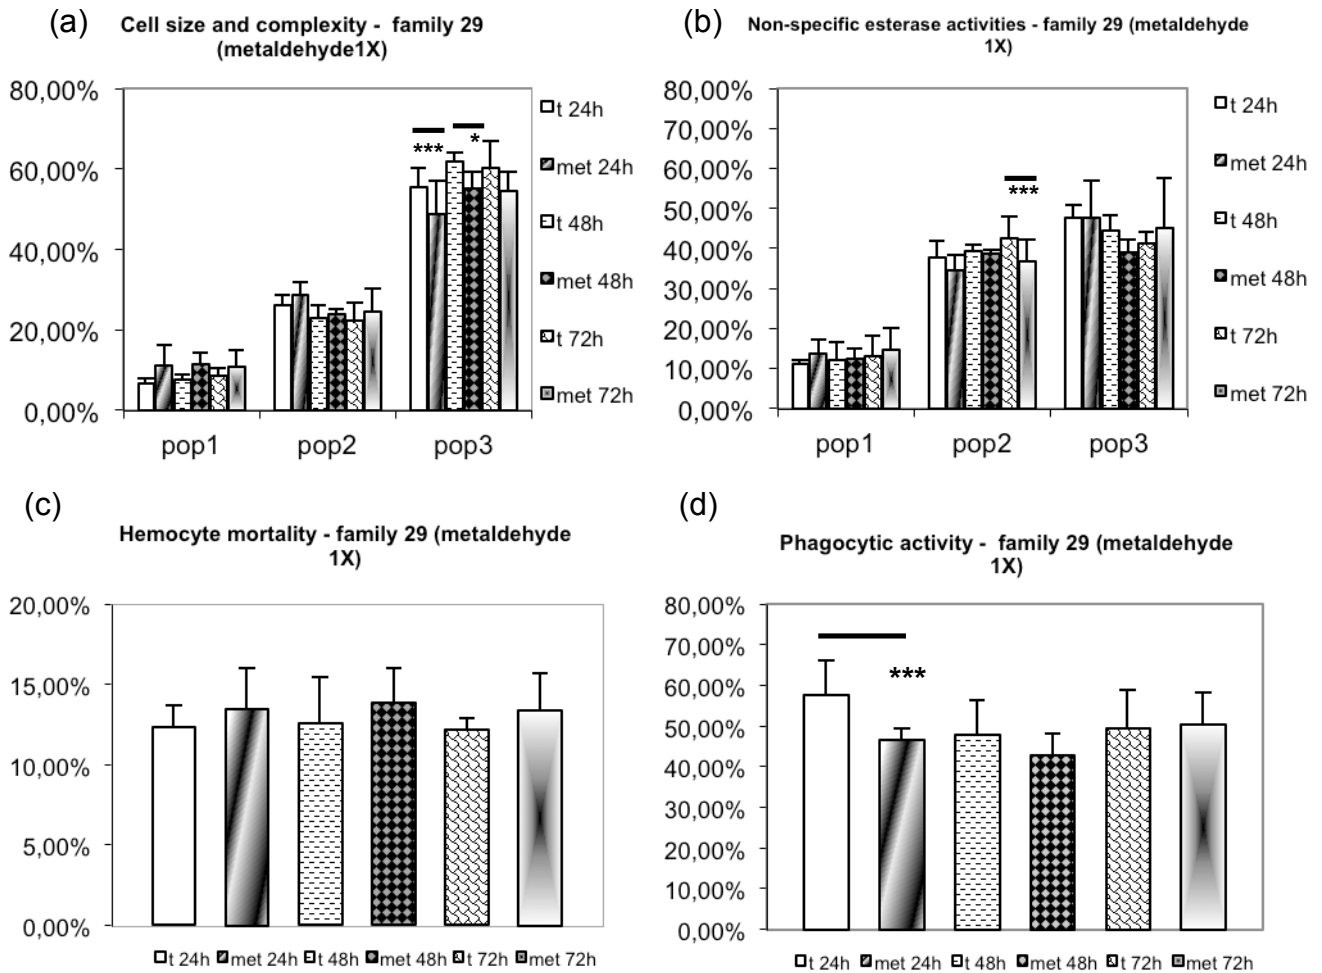 (a)
Cell size and complexity - family 29
(metaldehyde1X)
80,00%
60,00%
40,00%
20,00%
0,00%
***
*
pop1
pop2
pop3
t 24h
met 24h
t 48h
met 48h
t 72h
met 72h
(b)
Non-specific esterase activities - family 29 (metaldehyde
1X)
80,00%
70,00%
60,00%
50,00%
40,00%
30,00%
20,00%
10,00%
0,00%
***
pop1
pop2
pop3
t 24h
met 24h
t 48h
met 48h
t 72h
met 72h
(c)
Hemocyte mortality - family 29 (metaldehyde
1X)
20,00%
15,00%
10,00%
5,00%
0,00%
t 24h met 24h t 48h met 48h t 72h met 72h
(d)
Phagocytic activity - family 29 (metaldehyde
1X)
80,00%
70,00%
60,00%
50,00%
40,00%
30,00%
20,00%
10,00%
0,00%
***
t 24h met 24h t 48h met 48h t 72h met 72h